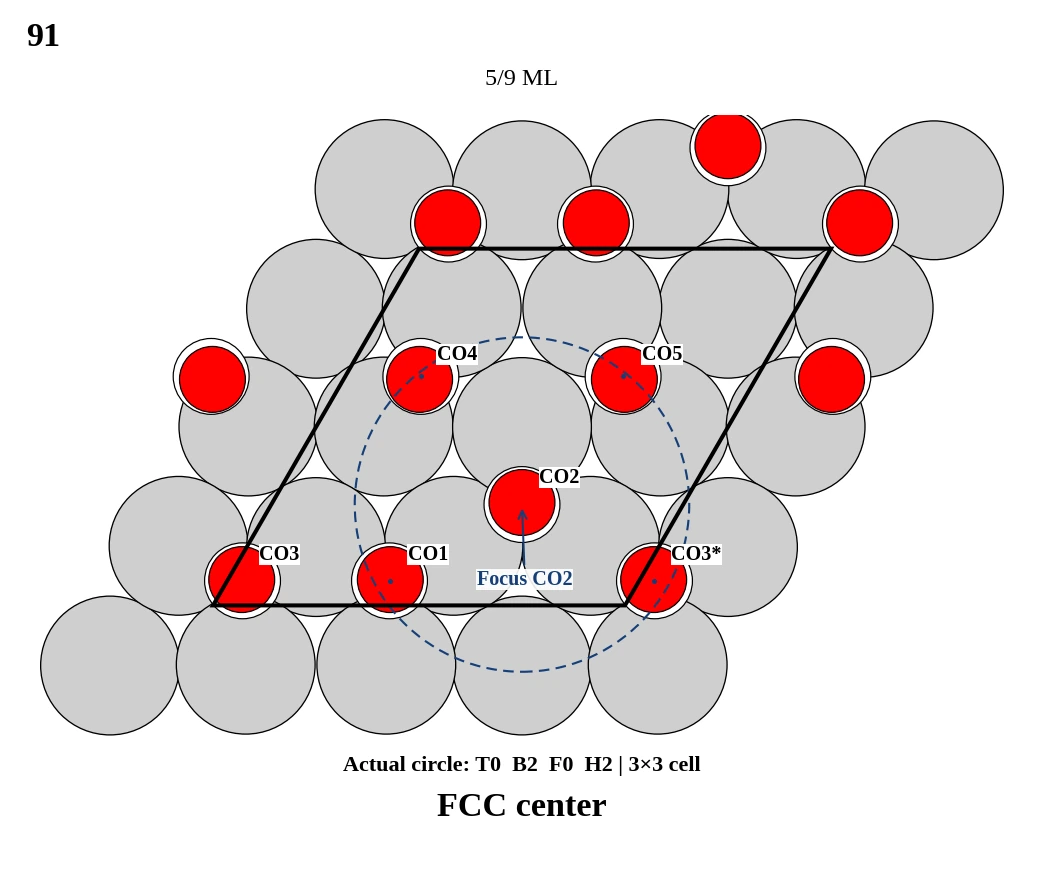 91
5/9 ML
CO4
CO5
CO2
CO3
CO1
CO3*
Focus CO2
Actual circle: T0 B2 F0 H2 | 3×3 cell
FCC center